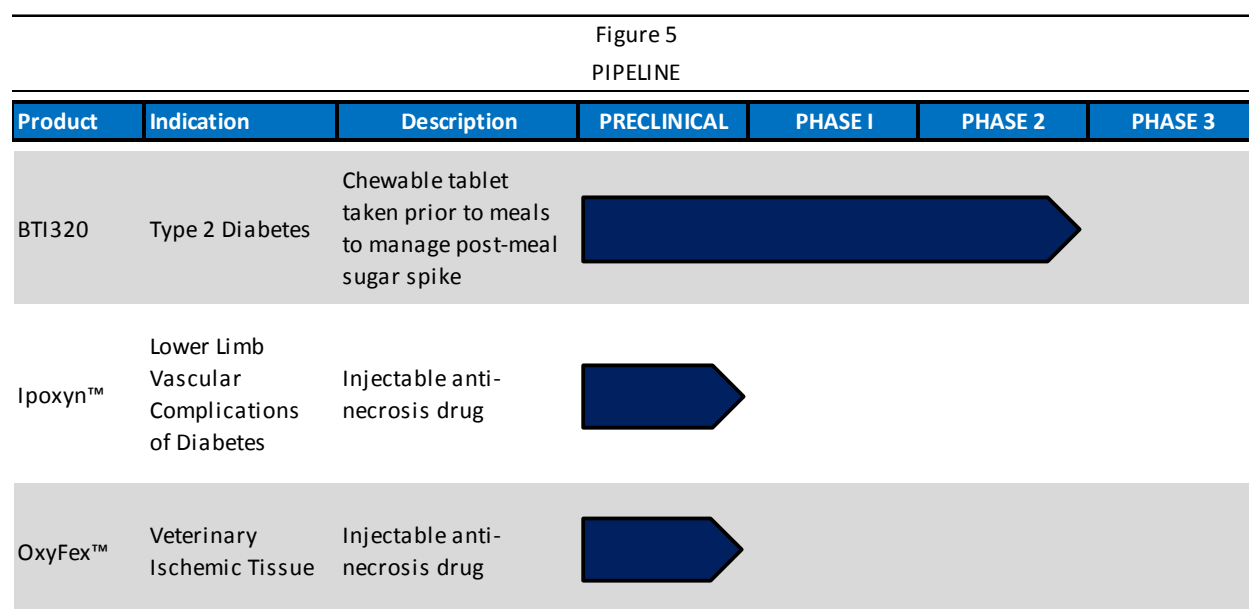 Figure 5
PIPELINE
Product Indication Description PRECLINICAL PHASE I PHASE 2 PHASE 3
BTI320
Type 2 Diabetes
Chewable tablet
taken prior to meals
to manage post-meal
sugar spike
Ipoxyn™
Lower Limb
Vascular
Complications
of Diabetes
Injectable anti-
necrosis drug
OxyFex™
Veterinary
Ischemic Tissue
Injectable anti-
necrosis drug